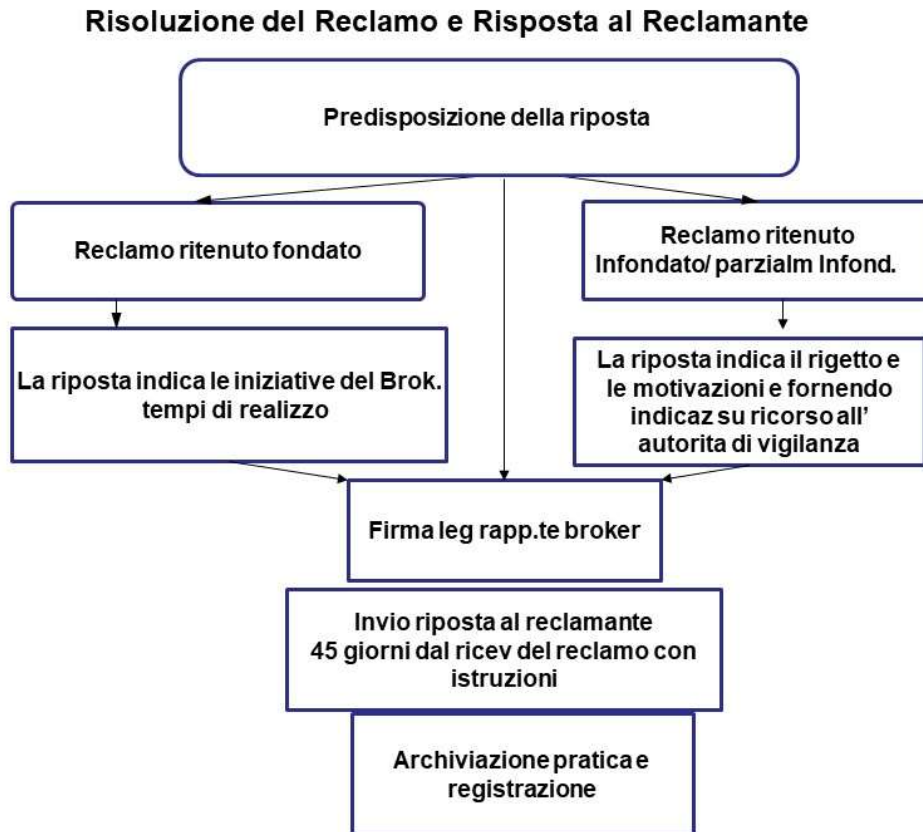 Risoluzione del Reclamo e Risposta al Reclamante
Predisposizione della riposta
Reclamo ritenuto fondato
Reclamo ritenuto
Infondato/ parzialm Infond.
La riposta indica le iniziative del Brok.
tempi di realizzo
La riposta indica il rigetto e
le motivazioni e fornendo
indicaz su ricorso all'
autorita di vigilanza
Firma leg rapp.te broker
Invio riposta al reclamante
45 giorni dal ricev del reclamo con
istruzioni
Archiviazione pratica e
registrazione